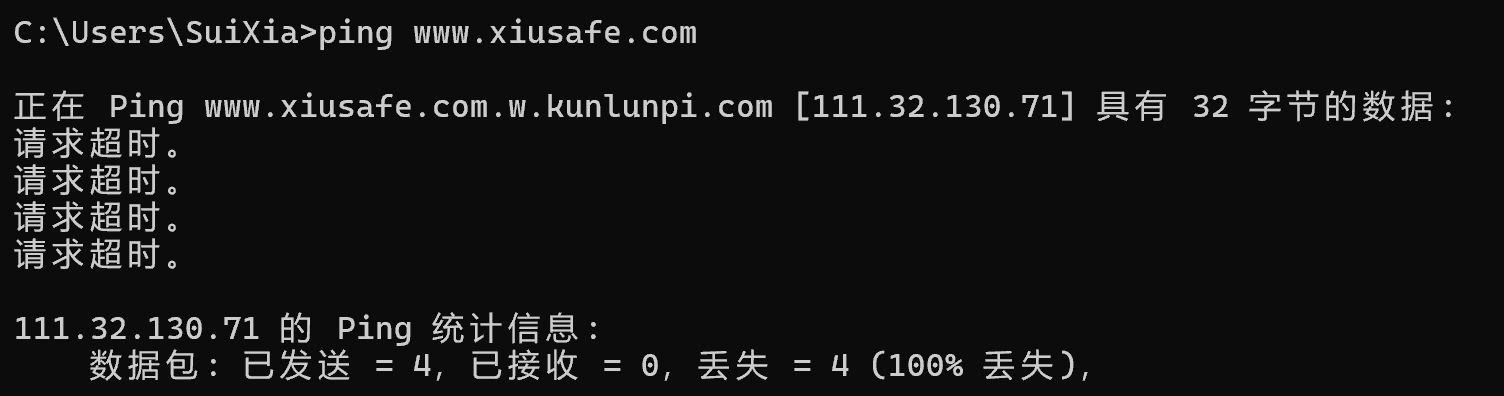 C:\Users\SuiXia>ping www.xiusafe.com
正在 Ping www.xiusafe.com.w.kunlunpi.com [111.32.130.71] 具有 32 字节的数据:
请求超时。
请求超时。
请求超时。
请求超时。
111.32.130.71 的 Ping 统计信息:
    数据包: 已发送 = 4，已接收 = 0，丢失 = 4 (100% 丢失)，